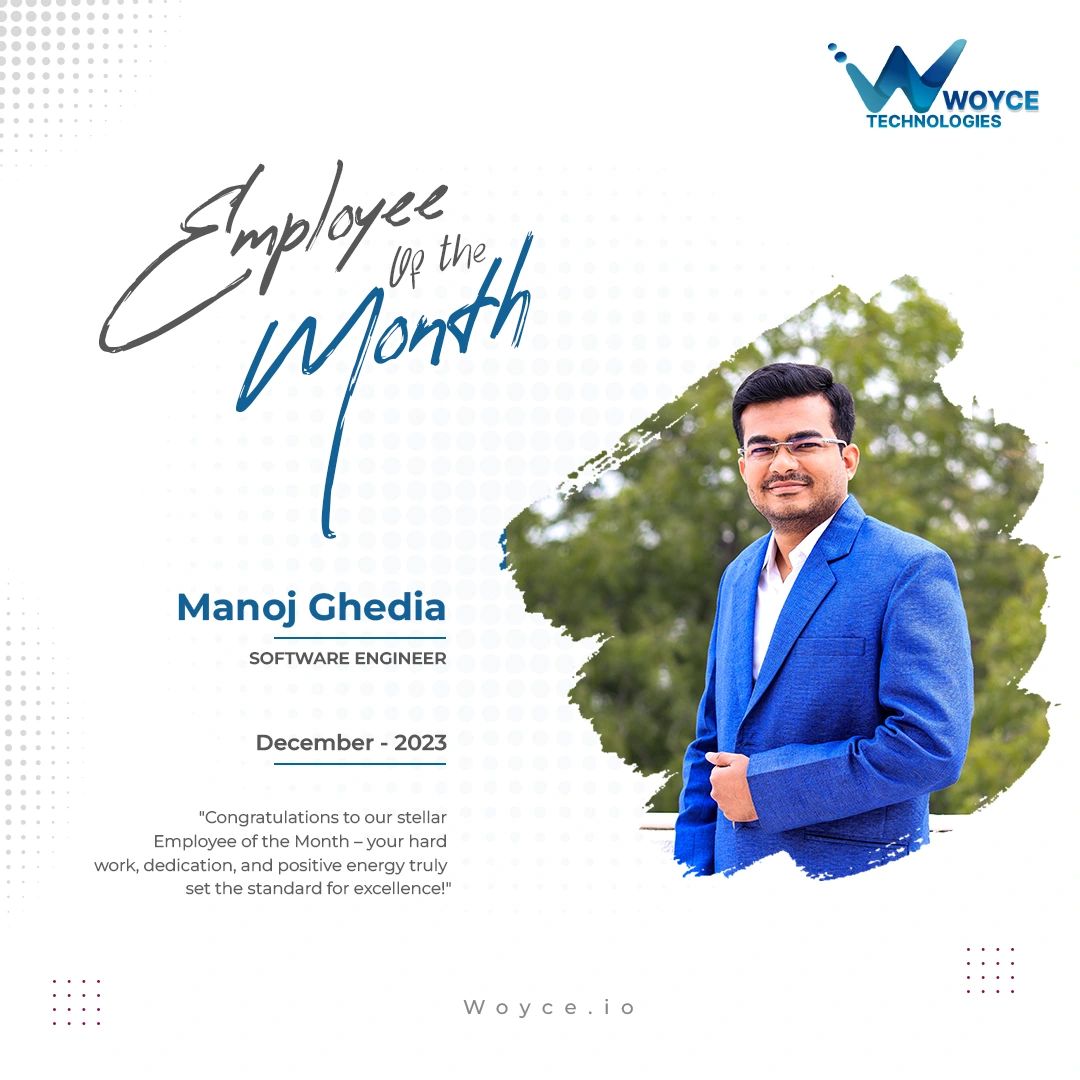 WOYCE
TECHNOLOGIES
Employee
Of the
Month
Manoj Ghedia
SOFTWARE ENGINEER
December - 2023
"Congratulations to our stellar
Employee of the Month – your hard
work, dedication, and positive energy truly
set the standard for excellence!"
Woyce.io